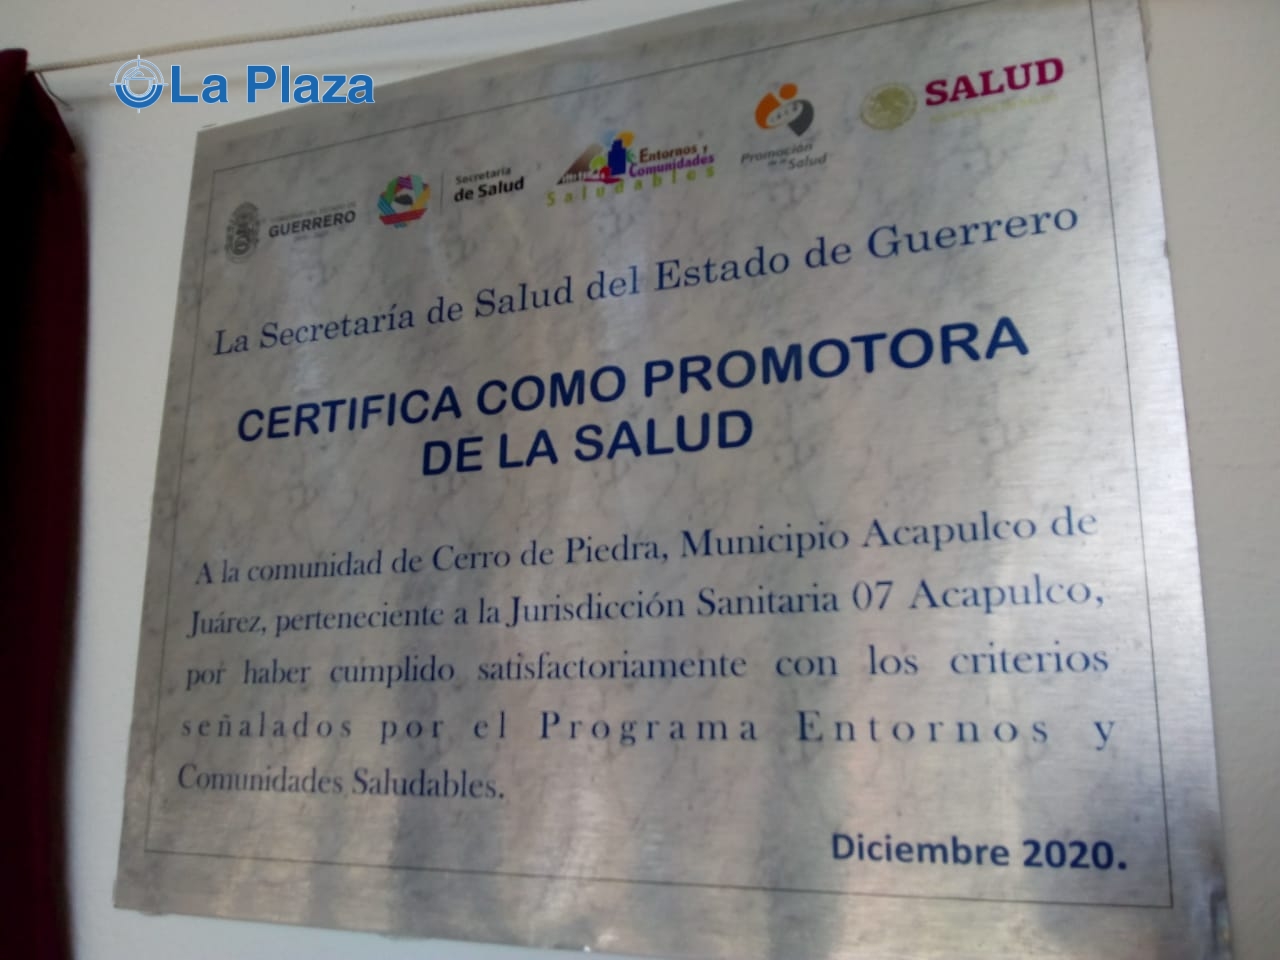 La Plaza
GUERRERO
Secretaría
de Salud
Entornos y
Comunidades
Saludables
Promoción
de la Salud
SALUD
La Secretaría de Salud del Estado de Guerrero
CERTIFICA COMO PROMOTORA
DE LA SALUD
A la comunidad de Cerro de Piedra, Municipio Acapulco de
Juárez, perteneciente a la Jurisdicción Sanitaria 07 Acapulco,
por haber cumplido satisfactoriamente con los criterios
señalados por el Programa Entornos y
Comunidades Saludables.
Diciembre 2020.